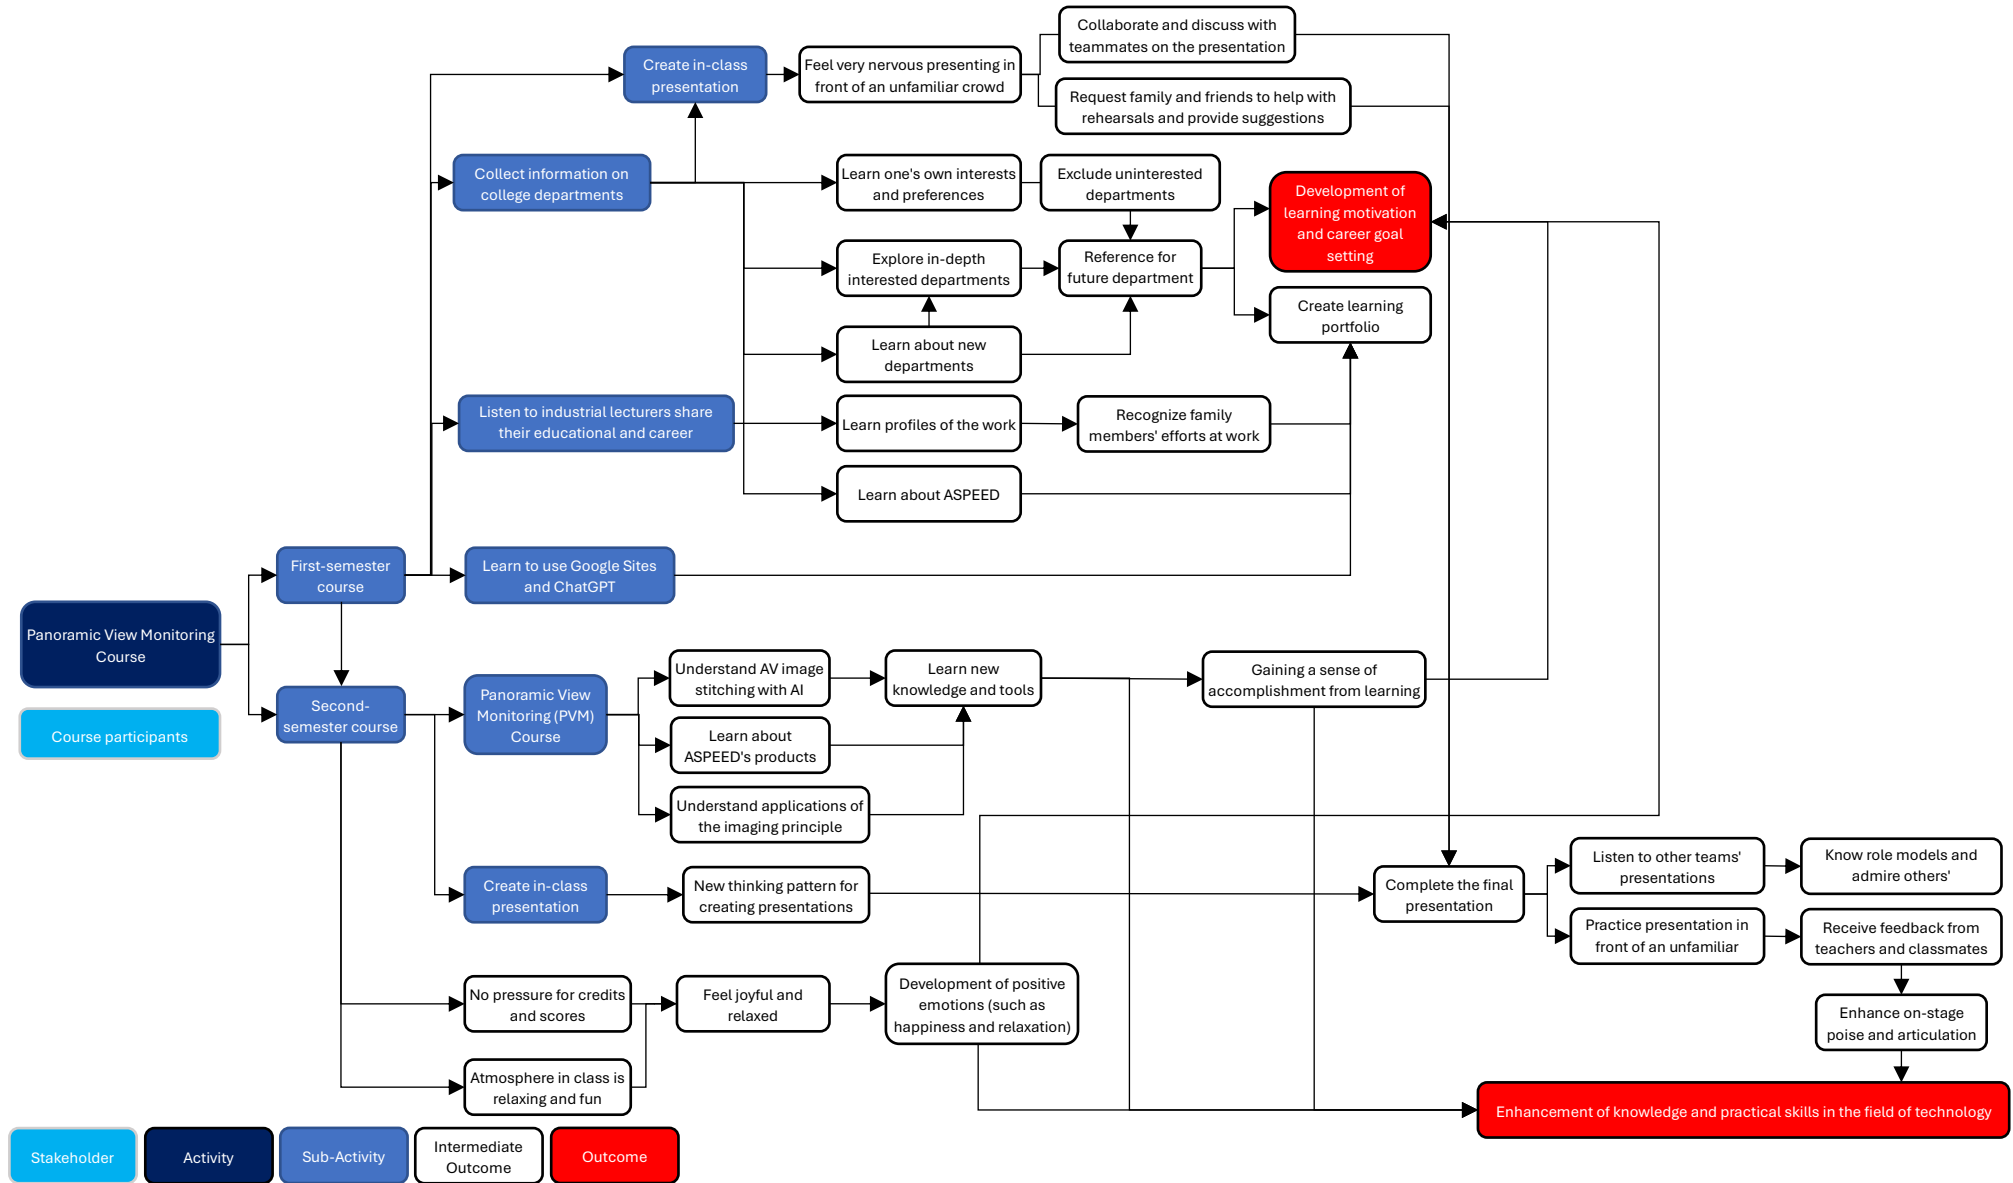 Collaborate and discuss with
teammates on the presentation
Create in-class
presentation
Feel very nervous presenting in
front of an unfamiliar crowd
Request family and friends to help with
rehearsals and provide suggestions
Collect information on
college departments
Learn one's own interests
and preferences
Exclude uninterested
departments
Development of
learning motivation
and career goal
setting
Explore in-depth
interested departments
Reference for
future department
Create learning
portfolio
Learn about new
departments
Listen to industrial lecturers share
their educational and career
Learn profiles of the work
Recognize family
members' efforts at work
Learn about ASPEED
First-semester
course
Learn to use Google Sites
and ChatGPT
Panoramic View Monitoring
Course
Course participants
Second-
semester course
Panoramic View
Monitoring (PVM)
Course
Understand AV image
stitching with AI
Learn new
knowledge and tools
Gaining a sense of
accomplishment from learning
Learn about
ASPEED's products
Understand applications of
the imaging principle
Create in-class
presentation
New thinking pattern for
creating presentations
Complete the final
presentation
Listen to other teams'
presentations
Know role models and
admire others'
Practice presentation in
front of an unfamiliar
Receive feedback from
teachers and classmates
No pressure for credits
and scores
Feel joyful and
relaxed
Development of positive
emotions (such as
happiness and relaxation)
Enhance on-stage
poise and articulation
Atmosphere in class is
relaxing and fun
Enhancement of knowledge and practical skills in the field of technology
Stakeholder
Activity
Sub-Activity
Intermediate
Outcome
Outcome